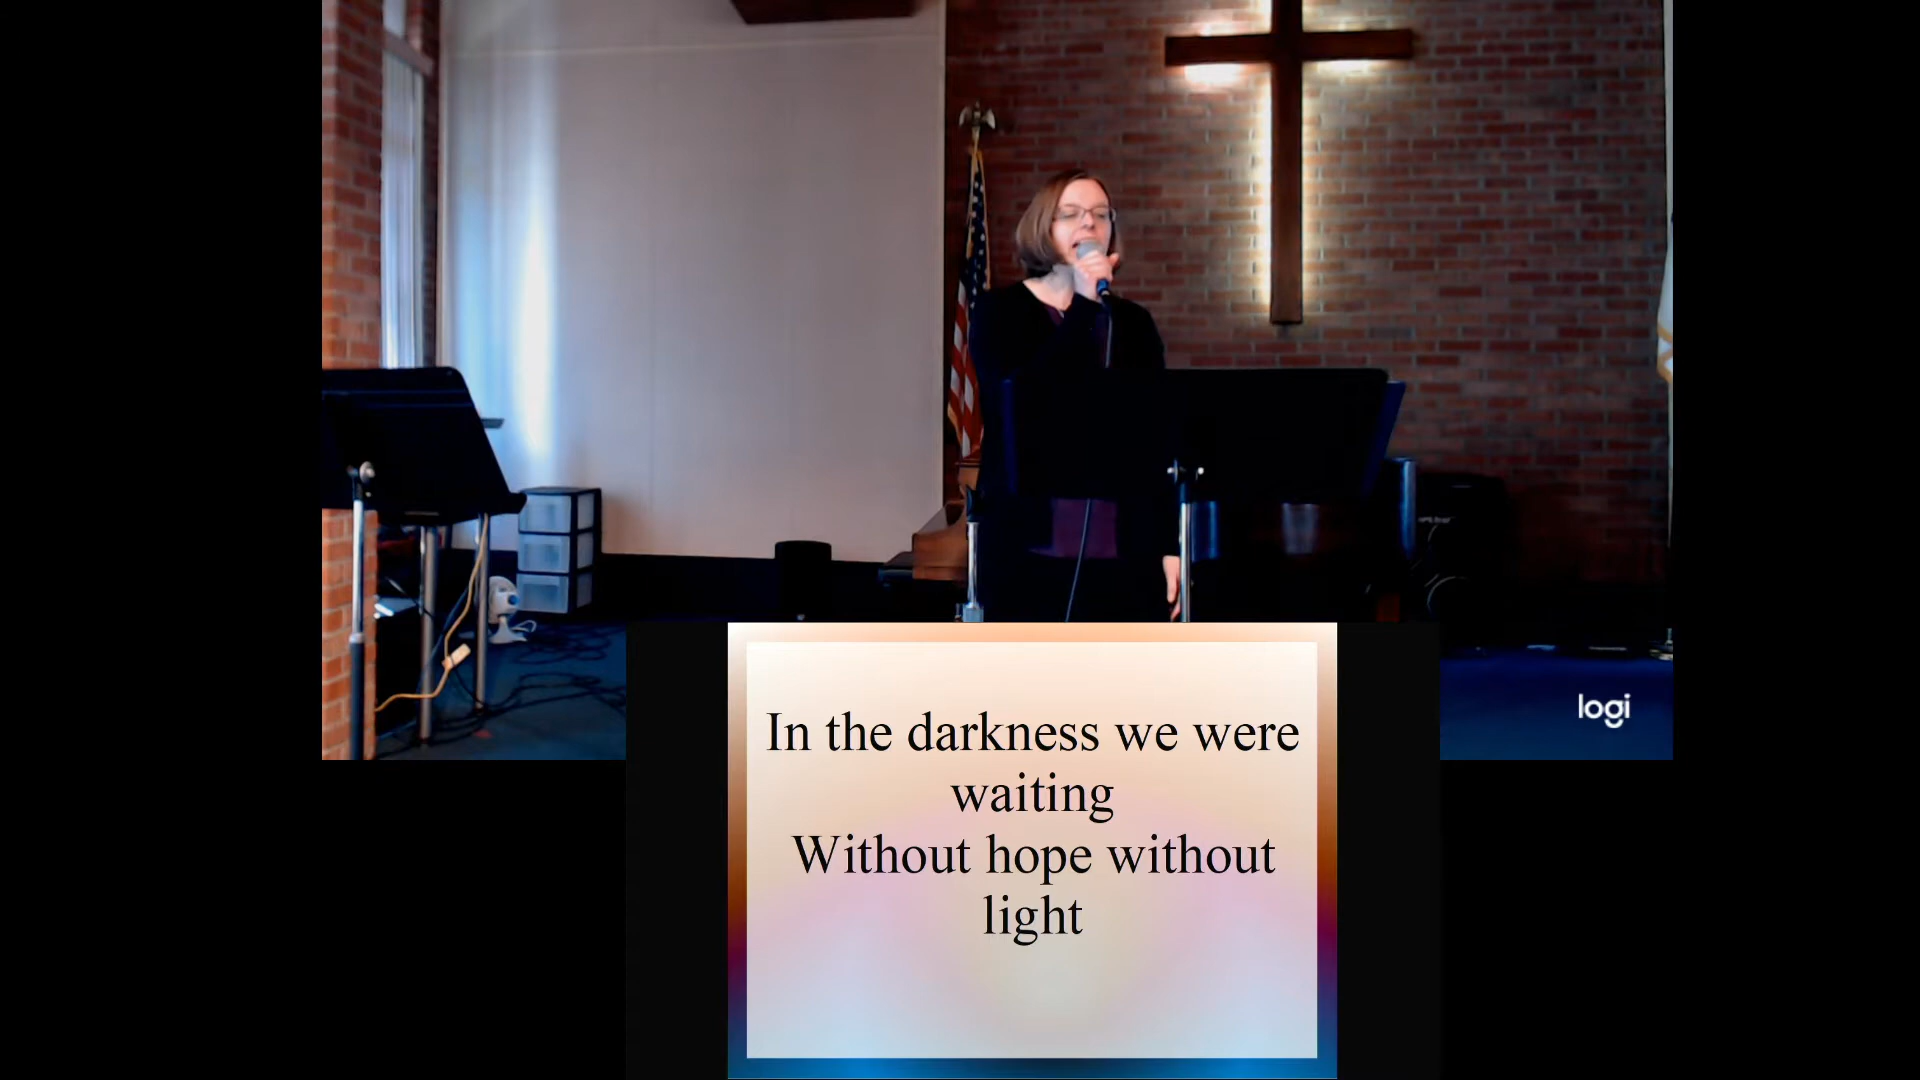 In the darkness we were
waiting
Without hope without
light
logi